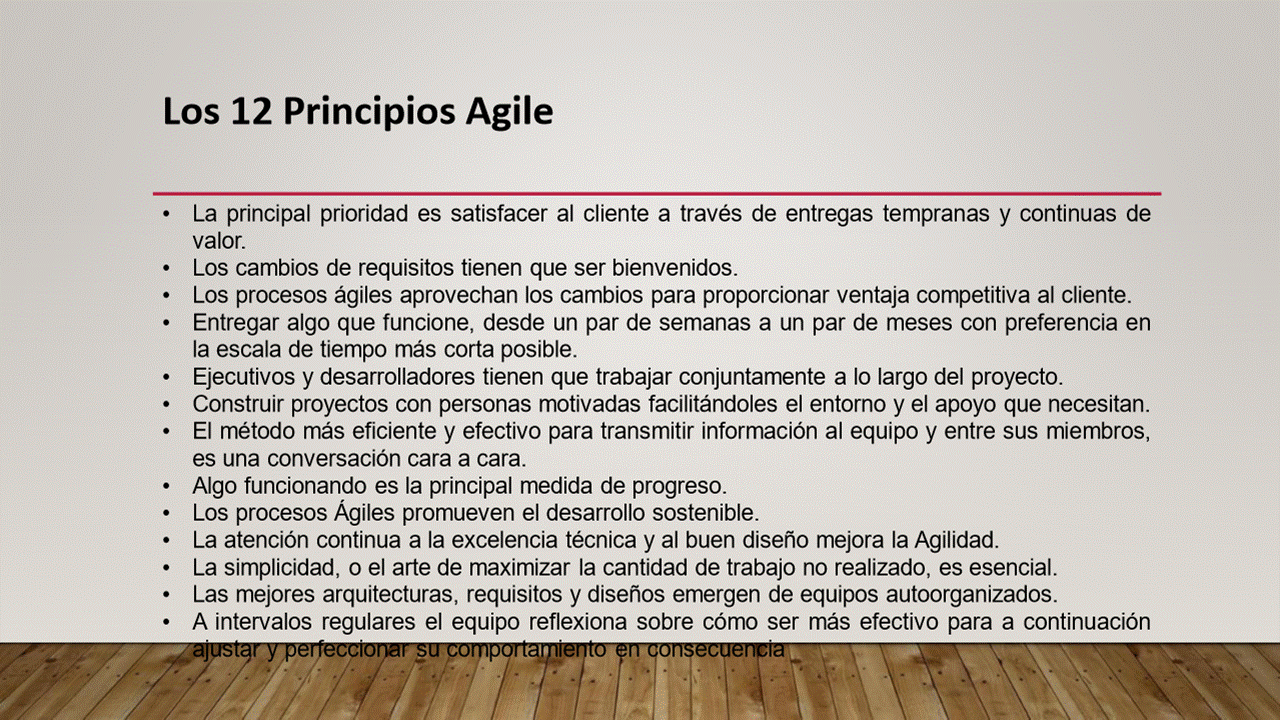 Los 12 Principios Agile
• La principal prioridad es satisfacer al cliente a través de entregas tempranas y continuas de
valor.
• Los cambios de requisitos tienen que ser bienvenidos.
• Los procesos ágiles aprovechan los cambios para proporcionar ventaja competitiva al cliente.
• Entregar algo que funcione, desde un par de semanas a un par de meses con preferencia en
la escala de tiempo más corta posible.
• Ejecutivos y desarrolladores tienen que trabajar conjuntamente a lo largo del proyecto.
• Construir proyectos con personas motivadas facilitándoles el entorno y el apoyo que necesitan.
• El método más eficiente y efectivo para transmitir información al equipo y entre sus miembros,
es una conversación cara a cara.
• Algo funcionando es la principal medida de progreso.
• Los procesos Ágiles promueven el desarrollo sostenible.
• La atención continua a la excelencia técnica y al buen diseño mejora la Agilidad.
• La simplicidad, o el arte de maximizar la cantidad de trabajo no realizado, es esencial.
• Las mejores arquitecturas, requisitos y diseños emergen de equipos autoorganizados.
• A intervalos regulares el equipo reflexiona sobre cómo ser más efectivo para a continuación
ajustar y perfeccionar su comportamiento en consecuencia